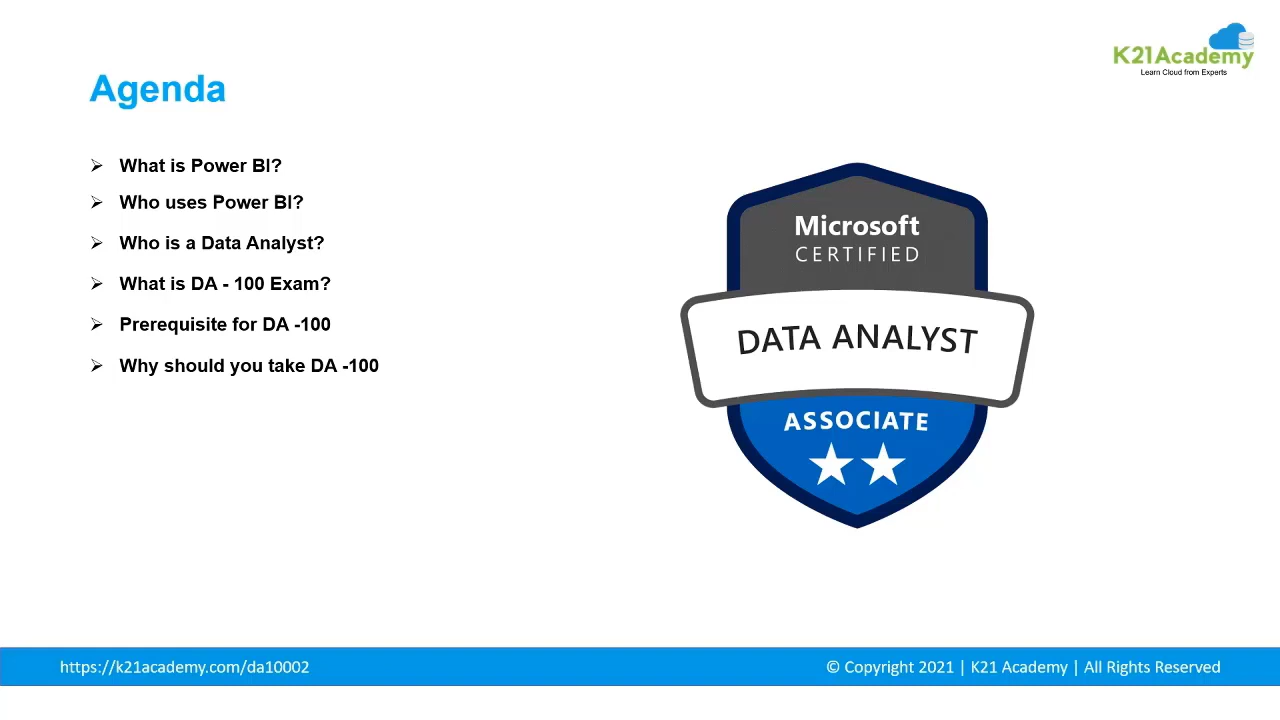 K21Academy
Learn Cloud from Experts
Agenda
➢ What is Power BI?
➢ Who uses Power BI?
➢ Who is a Data Analyst?
➢ What is DA - 100 Exam?
➢ Prerequisite for DA -100
➢ Why should you take DA -100
Microsoft
CERTIFIED
DATA ANALYST
ASSOCIATE
https://k21academy.com/da10002
© Copyright 2021 | K21 Academy | All Rights Reserved